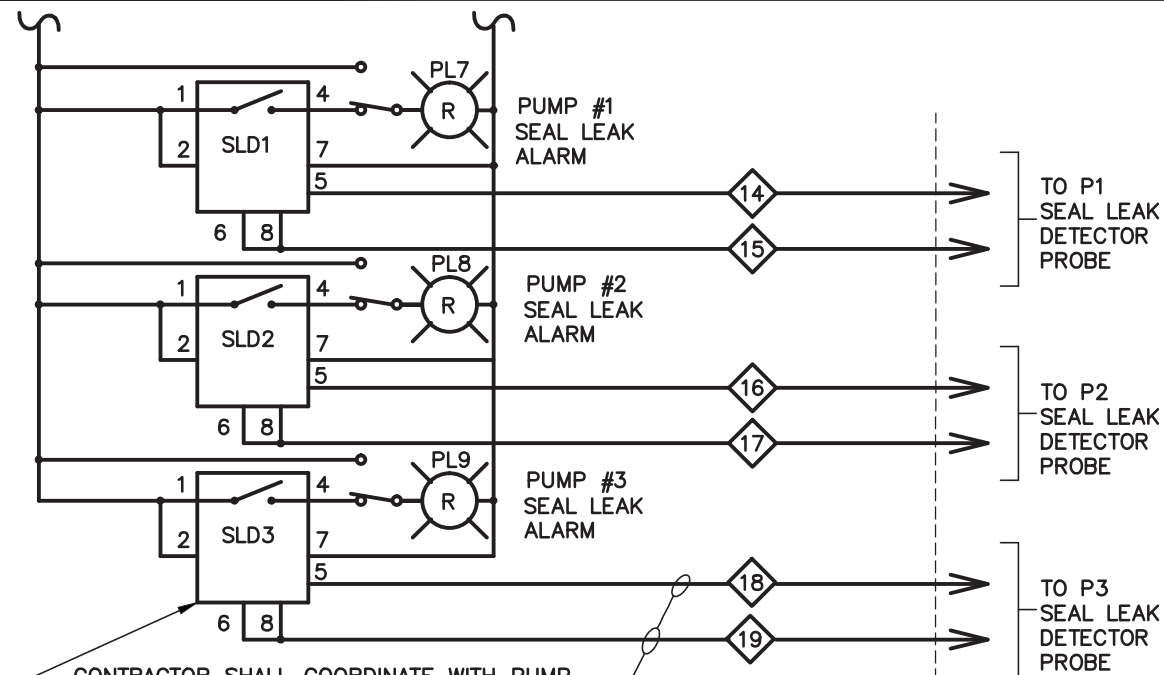 PL7
1
4
R
PUMP #1
SEAL LEAK
ALARM
SLD1
2
7
5
14
TO P1
SEAL LEAK
DETECTOR
PROBE
6
8
15
PL8
1
4
R
PUMP #2
SEAL LEAK
ALARM
SLD2
2
7
5
16
TO P2
SEAL LEAK
DETECTOR
PROBE
6
8
17
PL9
1
4
R
PUMP #3
SEAL LEAK
ALARM
SLD3
2
7
5
18
TO P3
SEAL LEAK
DETECTOR
PROBE
6
8
19
CONTRACTOR SHALL COORDINATE WITH PUMP